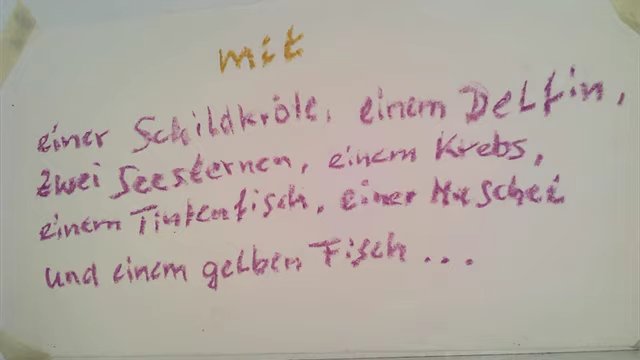 mit
einer Schildkröte, einem Delfin,
zwei Seesternen, einem Krebs,
einem Tintenfisch, einer Muschel
und einem gelben Fisch...